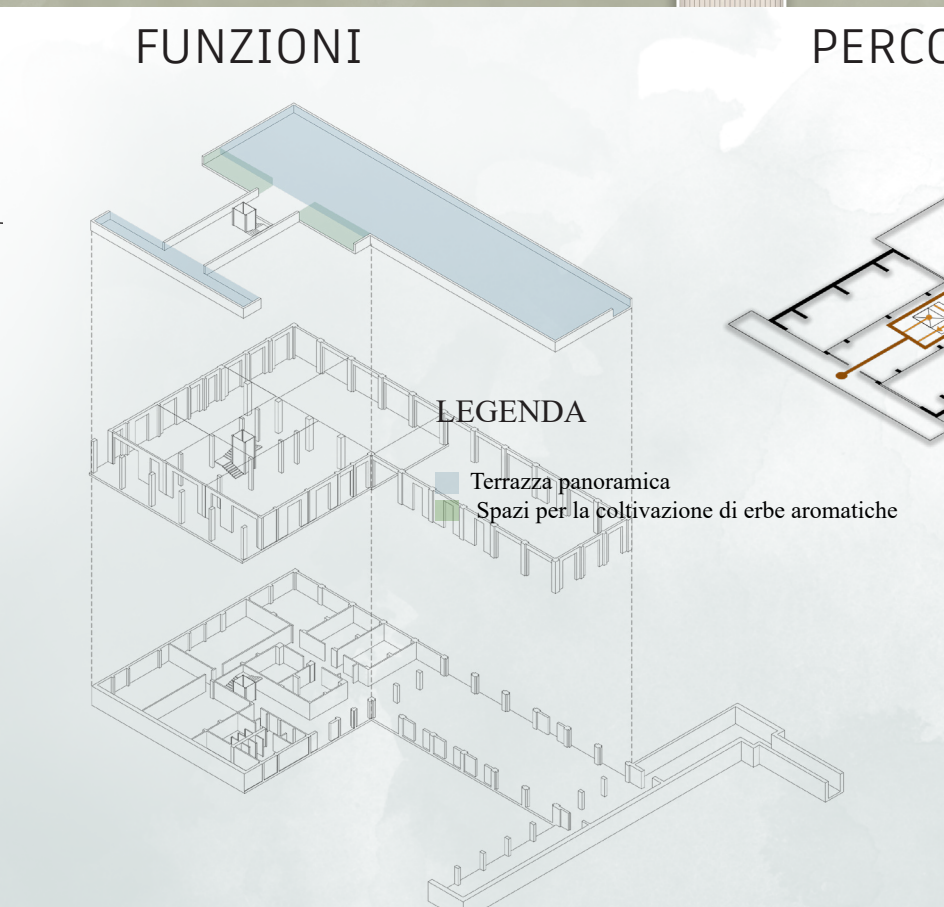 FUNZIONI
PERCO
LEGENDA
Terrazza panoramica
Spazi per la coltivazione di erbe aromatiche